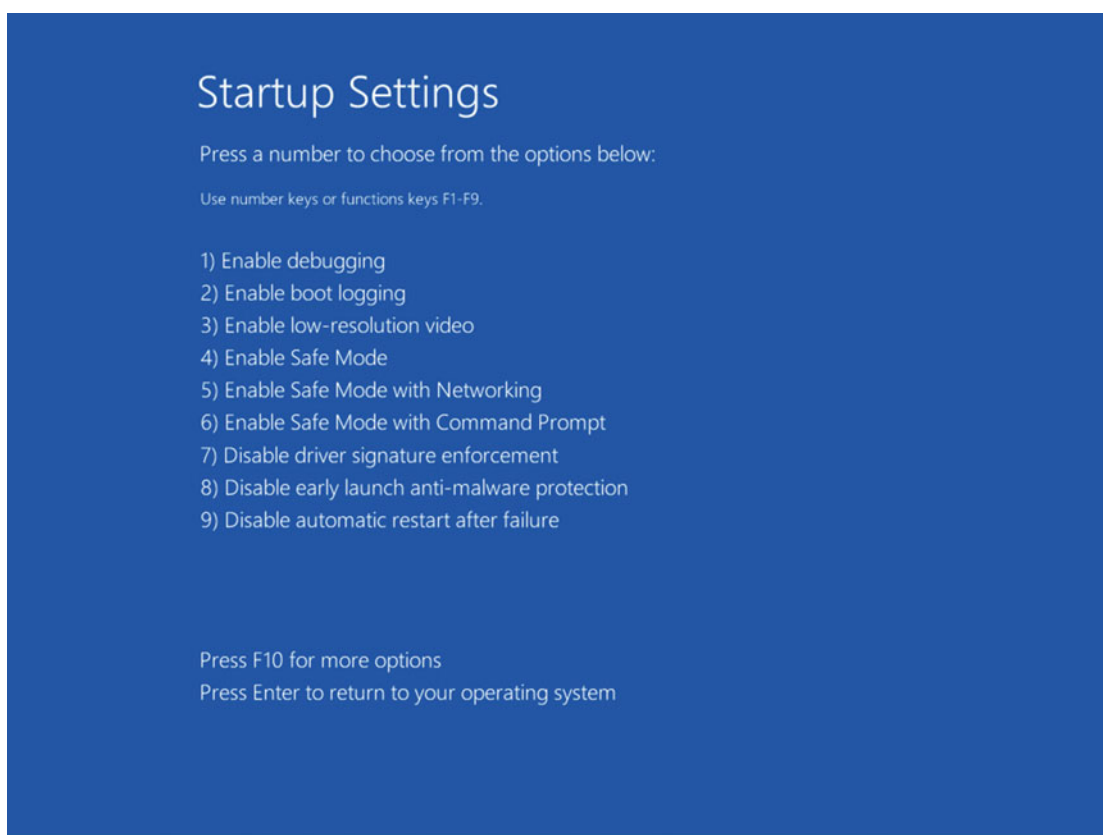 Startup Settings
Press a number to choose from the options below:
Use number keys or functions keys F1-F9.
1) Enable debugging
2) Enable boot logging
3) Enable low-resolution video
4) Enable Safe Mode
5) Enable Safe Mode with Networking
6) Enable Safe Mode with Command Prompt
7) Disable driver signature enforcement
8) Disable early launch anti-malware protection
9) Disable automatic restart after failure
Press F10 for more options
Press Enter to return to your operating system